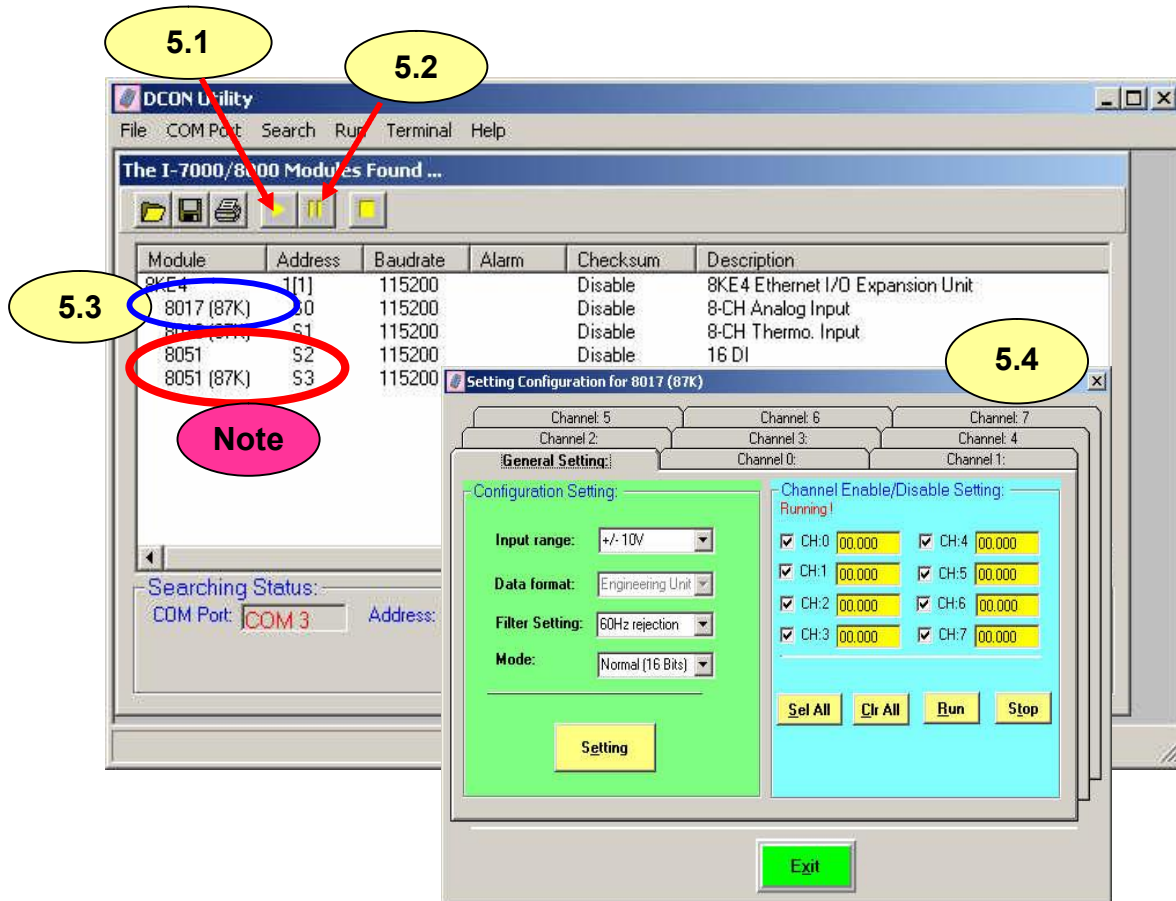 5.1
5.2
DCON Utility
File COM Port Search Run Terminal Help
The I-7000/8000 Modules Found ...
Module Address Baudrate Alarm Checksum Description
8KE4 1[1] 115200 Disable 8KE4 Ethernet I/O Expansion Unit
5.3
8017 (87K) S0 115200 Disable 8-CH Analog Input
(87K) S1 115200 Disable 8-CH Thermo. Input
8051 S2 115200 Disable 16 DI
8051 (87K) S3 115200
5.4
Note
Setting Configuration for 8017 (87K)
Channel: 5 Channel: 6 Channel: 7
Channel 2: Channel 3: Channel: 4
General Setting: Channel 0: Channel 1:
Configuration Setting:
Input range: +/- 10V
Data format: Engineering Unit
Filter Setting: 60Hz rejection
Mode: Normal (16 Bits)
Setting
Channel Enable/Disable Setting:
Running!
CH:0 00.000 CH:4 00.000
CH:1 00.000 CH:5 00.000
CH:2 00.000 CH:6 00.000
CH:3 00.000 CH:7 00.000
Sel All Clr All Run Stop
Searching Status:
COM Port: COM 3 Address:
Exit